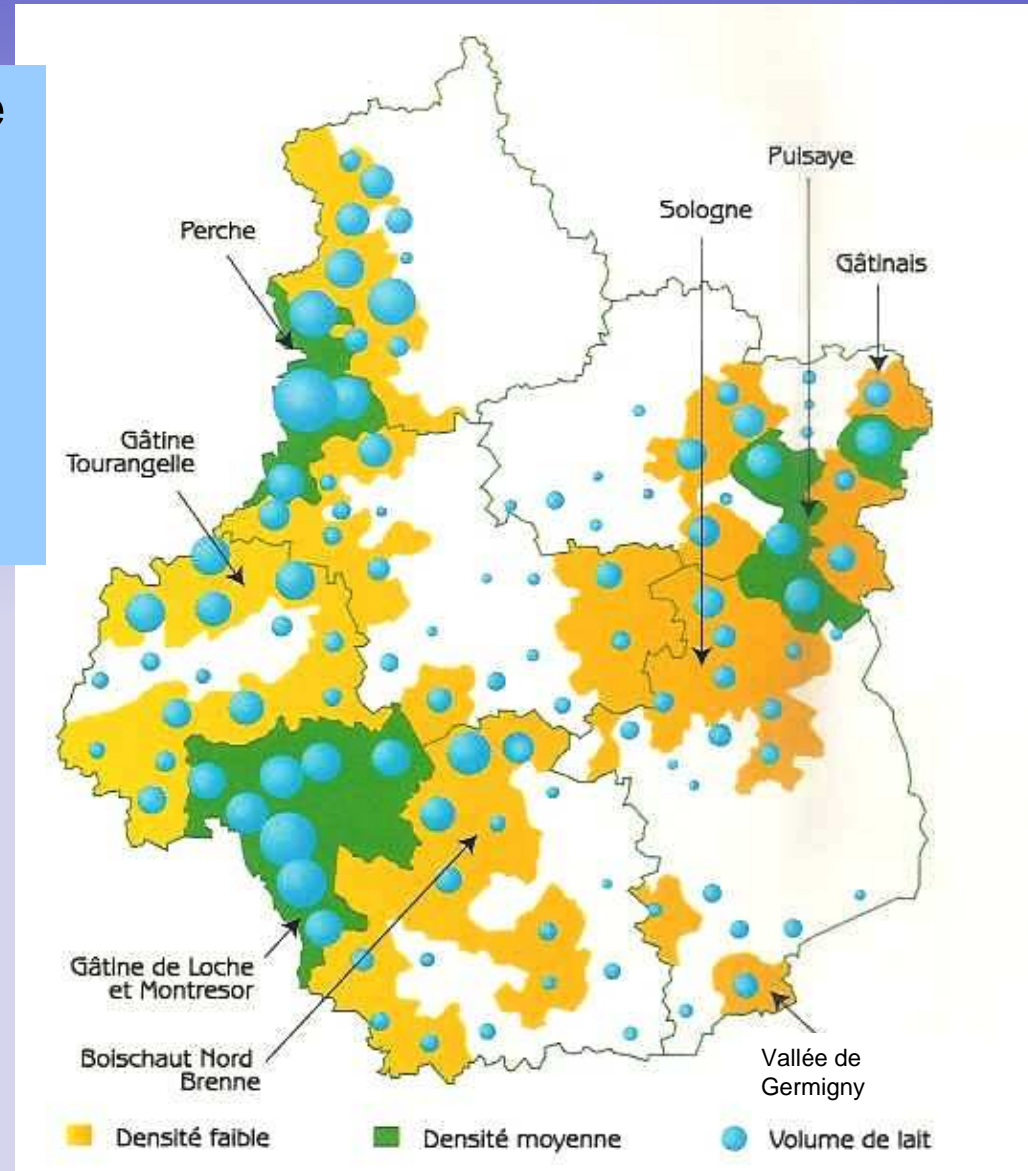 e
Puisaye
Sologne
Perche
Gâtinais
Gâtine
Tourangelle
Gâtine de Loche
et Montresor
Boischaut Nord
Brenne
Vallée de
Germigny
Densité faible
Densité moyenne
Volume de lait